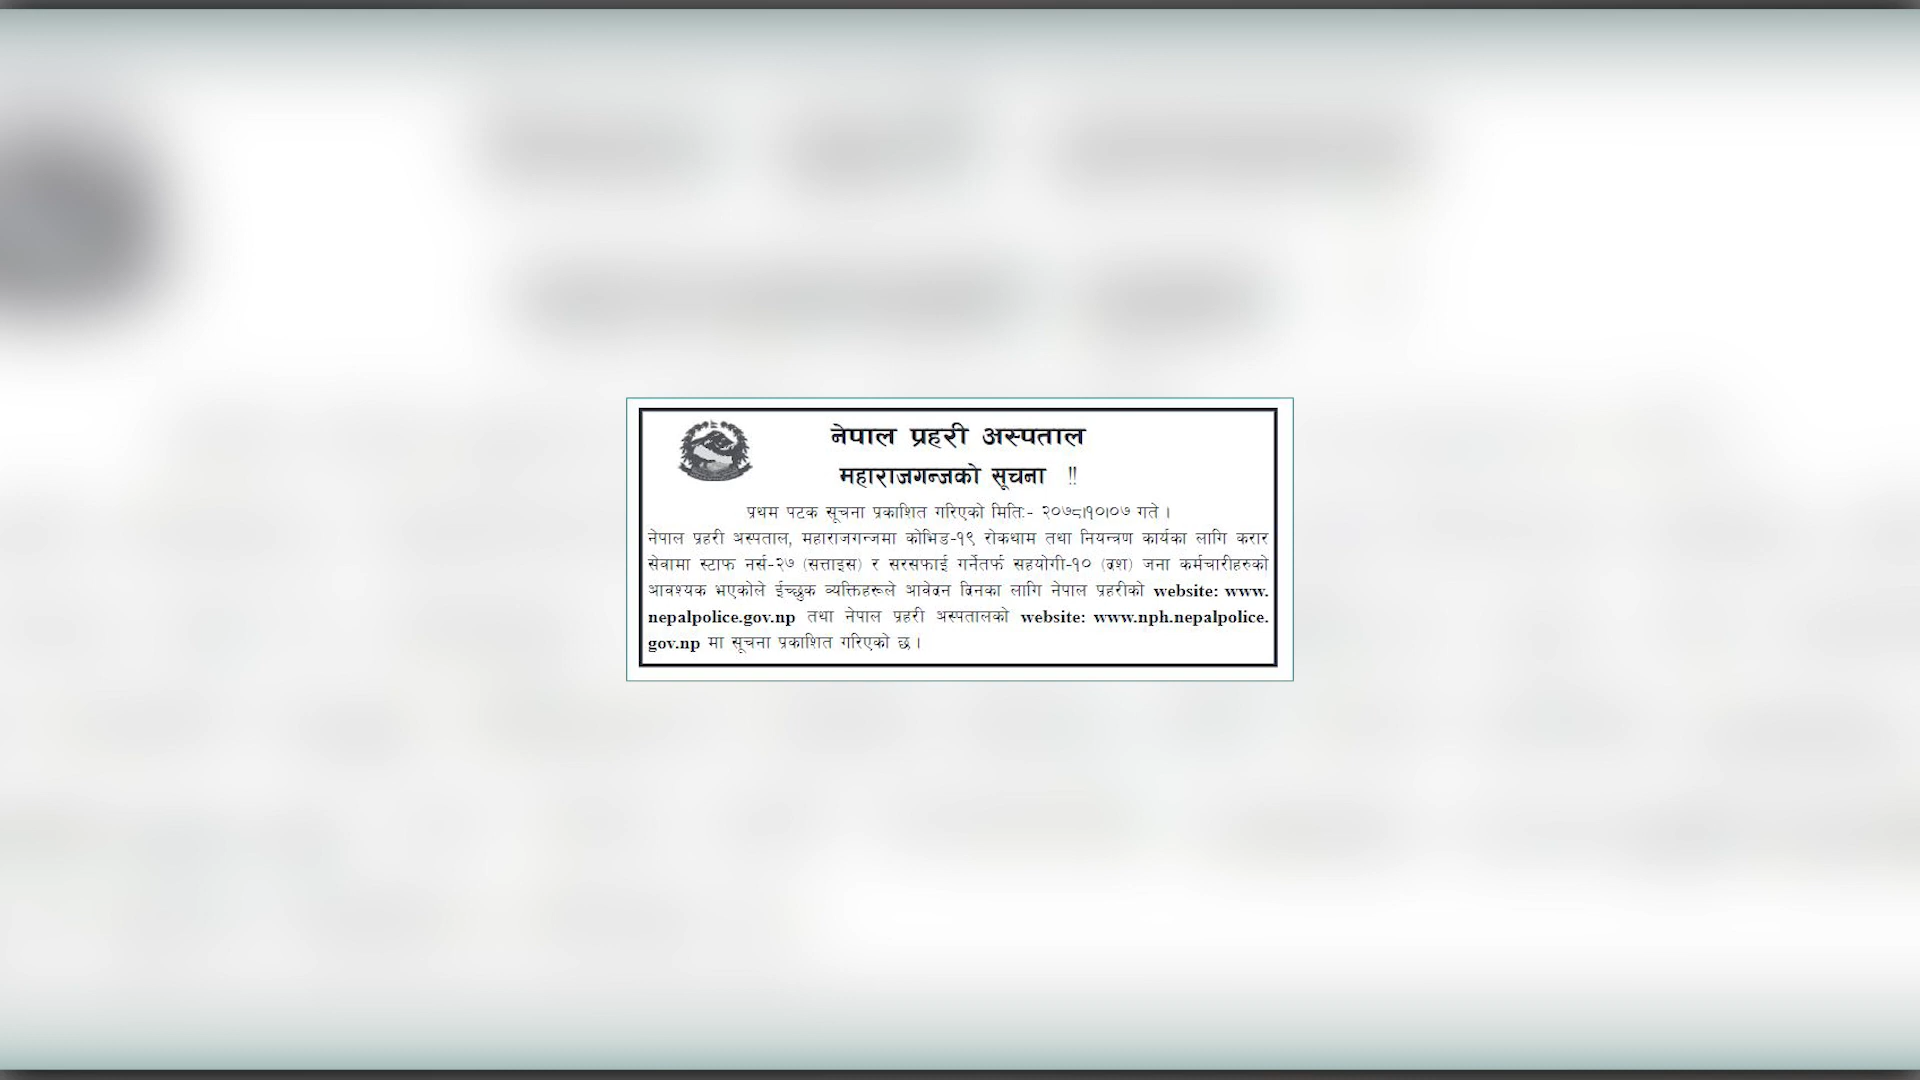 नेपाल प्रहरी अस्पताल
महाराजगन्जको सूचना !!
प्रथम पटक सूचना प्रकाशित गरिएको मितिः- २०७८।१०।०७ गते ।
नेपाल प्रहरी अस्पताल, महाराजगन्जमा कोभिड-१९ रोकथाम तथा नियन्त्रण कार्यका लागि करार
सेवामा स्टाफ नर्स-२७ (सत्ताइस) र सरसफाई गर्नेतर्फ सहयोगी-१० (दश) जना कर्मचारीहरुको
आवश्यक भएकोले ईच्छुक व्यक्तिहरूले आवेदन दिनका लागि नेपाल प्रहरीको website: www.
nepalpolice.gov.np तथा नेपाल प्रहरी अस्पतालको website: www.nph.nepalpolice.
gov.np मा सूचना प्रकाशित गरिएको छ ।